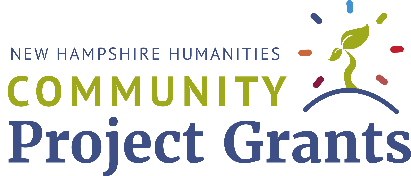 NEW HAMPSHIRE HUMANITIES
COMMUNITY
Project Grants